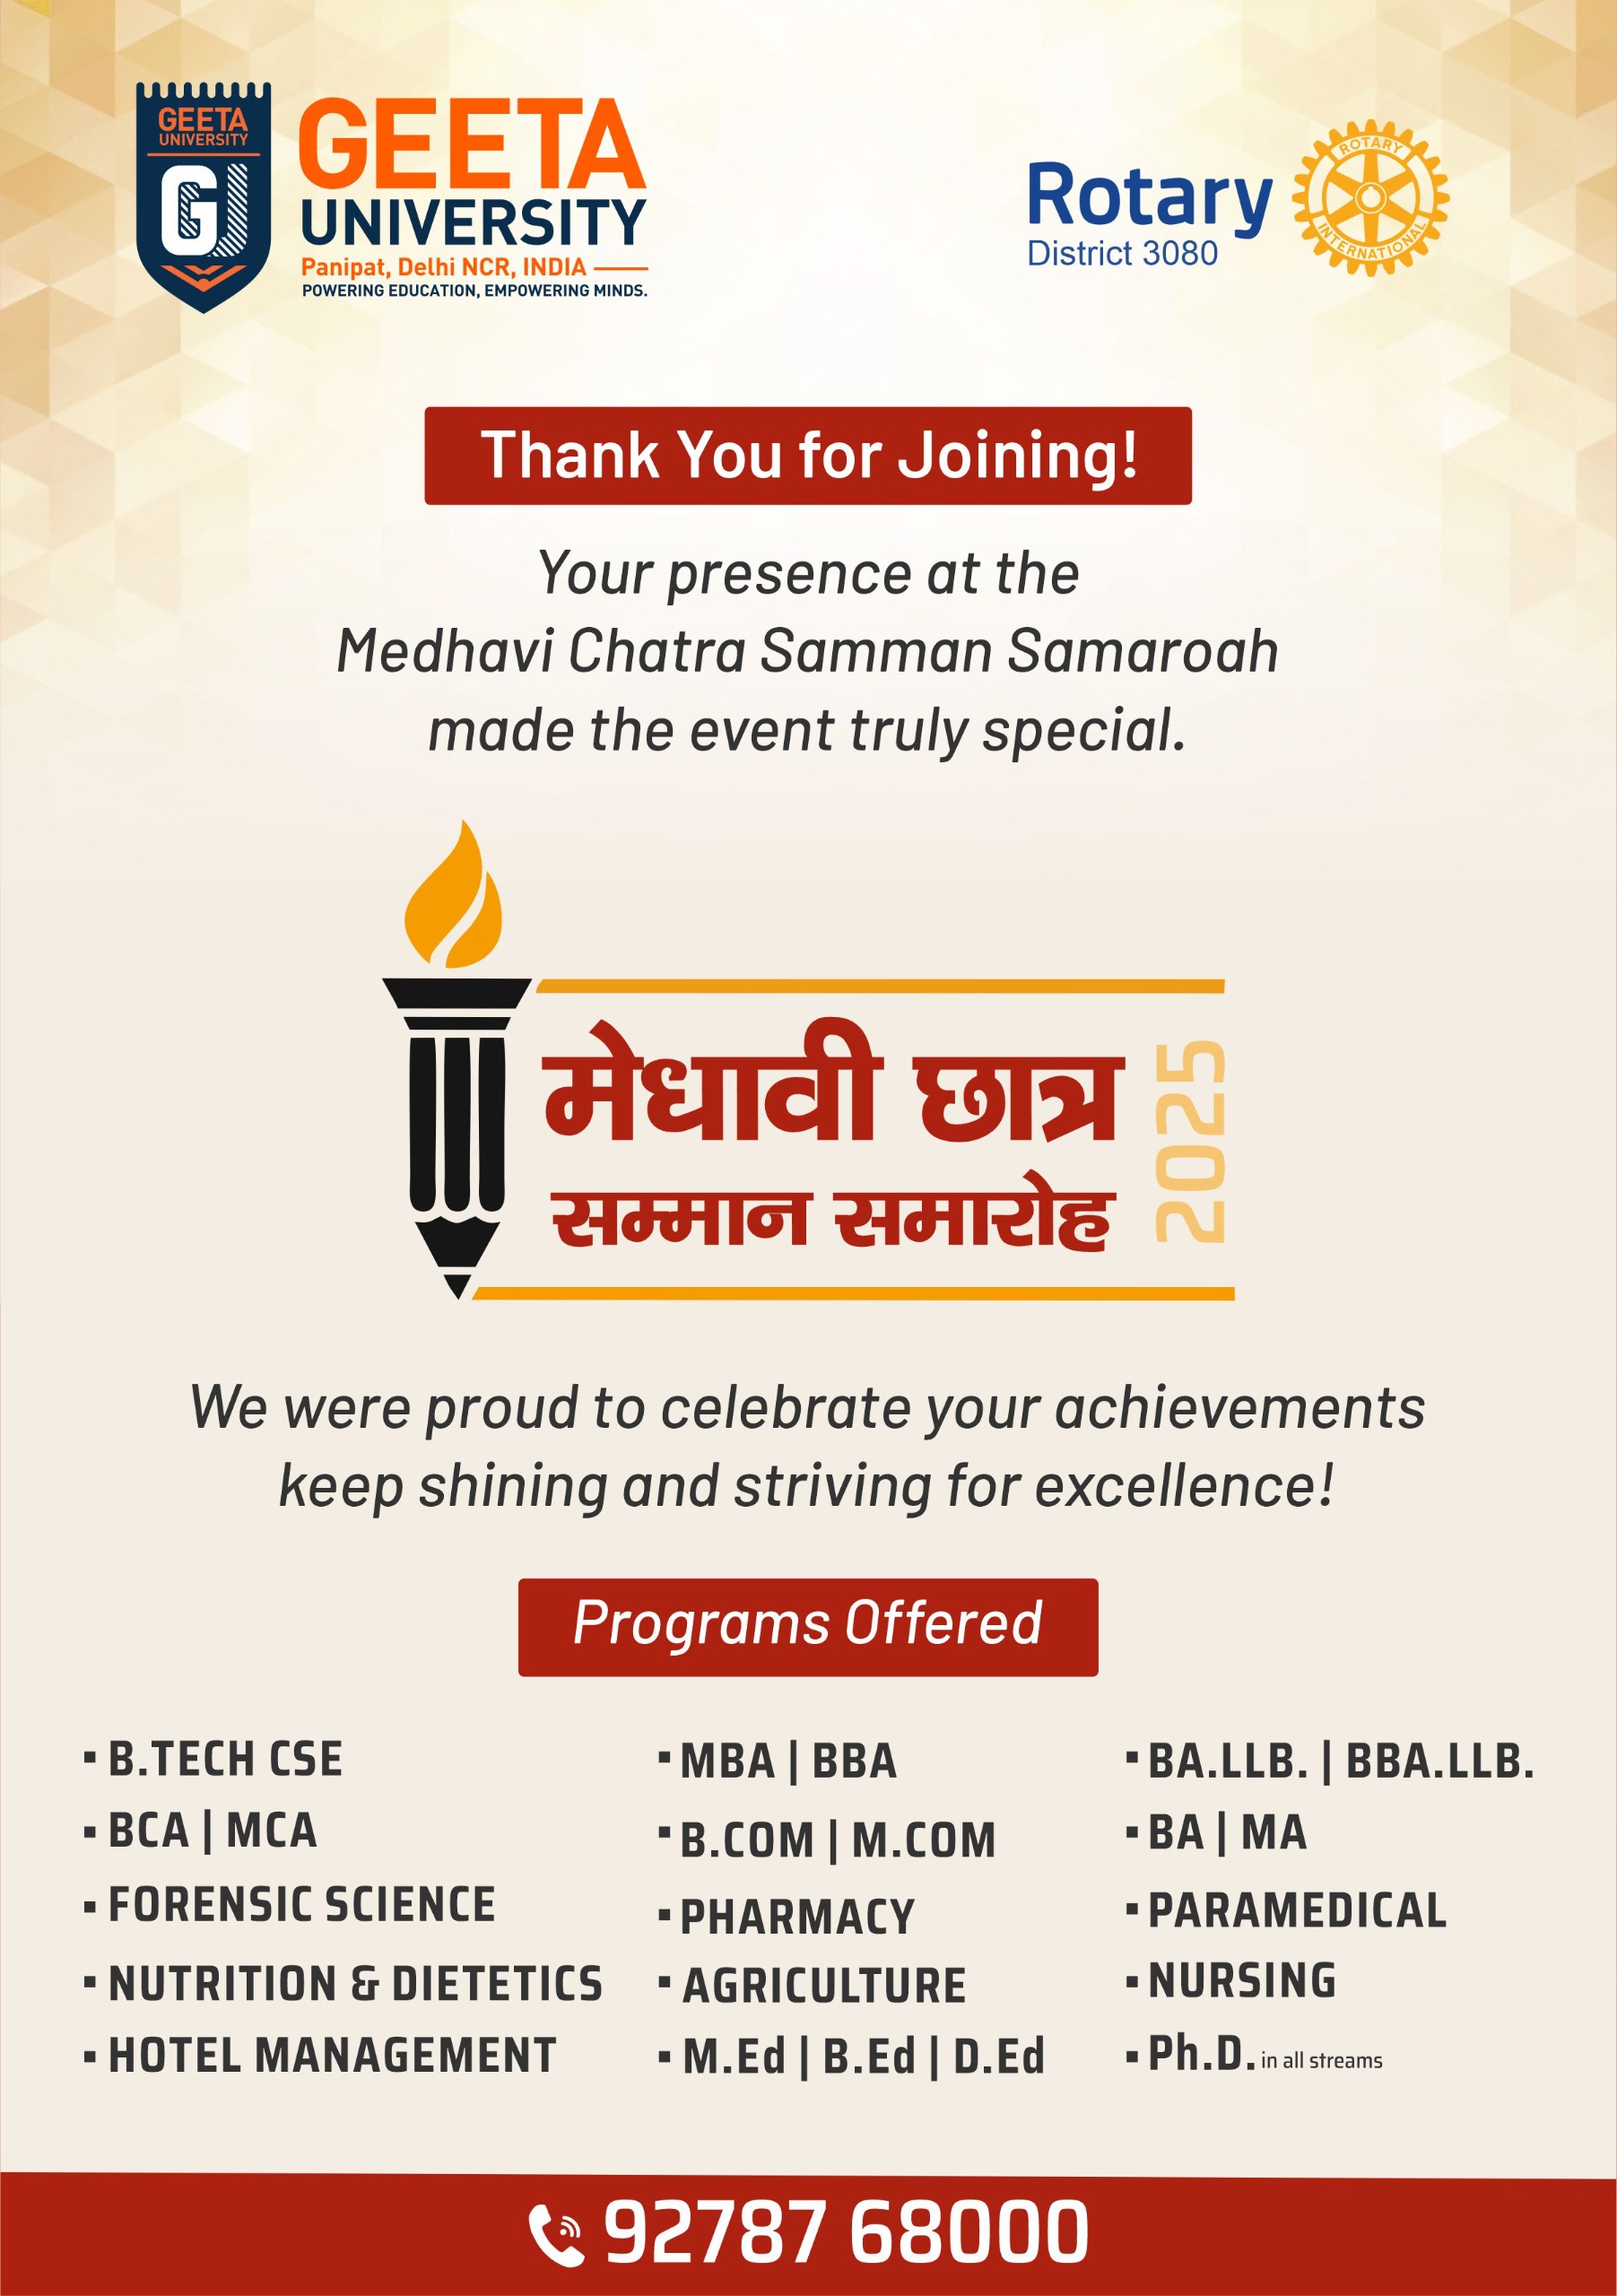 GEETA
UNIVERSITY
GU
GEETA
UNIVERSITY
Panipat, Delhi NCR, INDIA
POWERING EDUCATION, EMPOWERING MINDS.
Rotary
District 3080
ROTARY
INTERNATIONAL
Thank You for Joining!
Your presence at the
Medhavi Chatra Samman Samaroah
made the event truly special.
मेधावी छात्र
सम्मान समारोह
2025
We were proud to celebrate your achievements
keep shining and striving for excellence!
Programs Offered
▪ B.TECH CSE
▪ BCA | MCA
▪ FORENSIC SCIENCE
▪ NUTRITION & DIETETICS
▪ HOTEL MANAGEMENT
▪ MBA | BBA
▪ B.COM | M.COM
▪ PHARMACY
▪ AGRICULTURE
▪ M.Ed | B.Ed | D.Ed
▪ BA.LLB. | BBA.LLB.
▪ BA | MA
▪ PARAMEDICAL
▪ NURSING
▪ Ph.D. in all streams
92787 68000